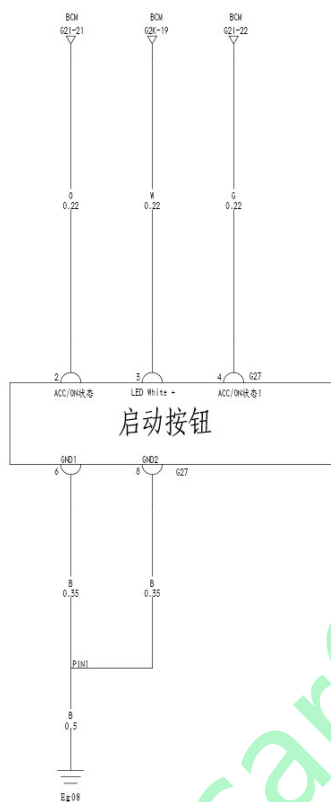 BCM BCM BCM
G2I-21 G2K-19 G2I-22
O W G
0.22 0.22 0.22
2 3 4 G27
ACC/ON状态 LED White + ACC/ON状态1
启动按钮
GND1 GND2
6 8 G27
B B
0.35 0.35
PIN1
B
0.5
Eg08